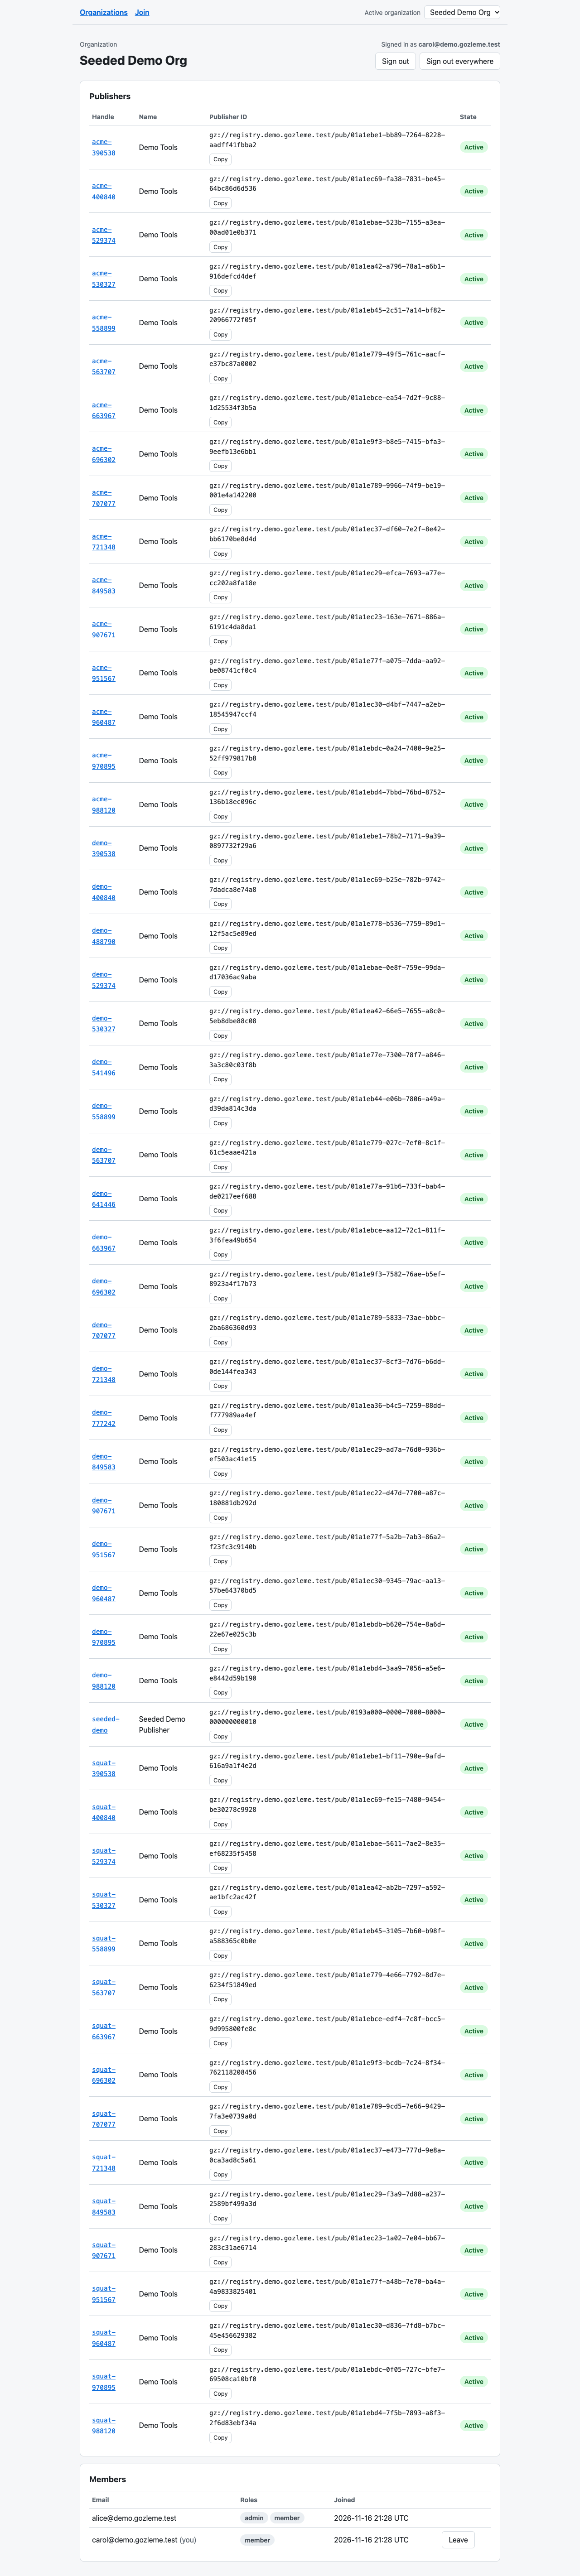 Organizations Join
Active organization Seeded Demo Org
Organization
Signed in as carol@demo.gozleme.test
Seeded Demo Org
Sign out Sign out everywhere
Publishers
Handle Name Publisher ID State
acme-
390538
Demo Tools
gz://registry.demo.gozleme.test/pub/01a1ebe1-bb89-7264-8228-
aadff41fbba2
Copy
Active
acme-
400840
Demo Tools
gz://registry.demo.gozleme.test/pub/01a1ec69-fa38-7831-be45-
64bc86d6d536
Copy
Active
acme-
529374
Demo Tools
gz://registry.demo.gozleme.test/pub/01a1ebae-523b-7155-a3ea-
00ad01e0b371
Copy
Active
acme-
530327
Demo Tools
gz://registry.demo.gozleme.test/pub/01a1ea42-a796-78a1-a6b1-
916defcd4def
Copy
Active
acme-
558899
Demo Tools
gz://registry.demo.gozleme.test/pub/01a1eb45-2c51-7a14-bf82-
20966772f05f
Copy
Active
acme-
563707
Demo Tools
gz://registry.demo.gozleme.test/pub/01a1e779-49f5-761c-aacf-
e37bc87a0002
Copy
Active
acme-
663967
Demo Tools
gz://registry.demo.gozleme.test/pub/01a1ebce-ea54-7d2f-9c88-
1d25534f3b5a
Copy
Active
acme-
696302
Demo Tools
gz://registry.demo.gozleme.test/pub/01a1e9f3-b8e5-7415-bfa3-
9eefb13e6bb1
Copy
Active
acme-
707077
Demo Tools
gz://registry.demo.gozleme.test/pub/01a1e789-9966-74f9-be19-
001e4a142200
Copy
Active
acme-
721348
Demo Tools
gz://registry.demo.gozleme.test/pub/01a1ec37-df60-7e2f-8e42-
bb6170be8d4d
Copy
Active
acme-
849583
Demo Tools
gz://registry.demo.gozleme.test/pub/01a1ec29-efca-7693-a77e-
cc202a8fa18e
Copy
Active
acme-
907671
Demo Tools
gz://registry.demo.gozleme.test/pub/01a1ec23-163e-7671-886a-
6191c4da8da1
Copy
Active
acme-
951567
Demo Tools
gz://registry.demo.gozleme.test/pub/01a1e77f-a075-7dda-aa92-
be08741cf0c4
Copy
Active
acme-
960487
Demo Tools
gz://registry.demo.gozleme.test/pub/01a1ec30-d4bf-7447-a2eb-
18545947ccf4
Copy
Active
acme-
970895
Demo Tools
gz://registry.demo.gozleme.test/pub/01a1ebdc-0a24-7400-9e25-
52ff979817b8
Copy
Active
acme-
988120
Demo Tools
gz://registry.demo.gozleme.test/pub/01a1ebd4-7bbd-76bd-8752-
136b18ec096c
Copy
Active
demo-
390538
Demo Tools
gz://registry.demo.gozleme.test/pub/01a1ebe1-78b2-7171-9a39-
0897732f29a6
Copy
Active
demo-
400840
Demo Tools
gz://registry.demo.gozleme.test/pub/01a1ec69-b25e-782b-9742-
7dadca8e74a8
Copy
Active
demo-
488790
Demo Tools
gz://registry.demo.gozleme.test/pub/01a1e778-b536-7759-89d1-
12f5ac5e89ed
Copy
Active
demo-
529374
Demo Tools
gz://registry.demo.gozleme.test/pub/01a1ebae-0e8f-759e-99da-
d17036ac9aba
Copy
Active
demo-
530327
Demo Tools
gz://registry.demo.gozleme.test/pub/01a1ea42-66e5-7655-a8c0-
5eb8dbe88c08
Copy
Active
demo-
541496
Demo Tools
gz://registry.demo.gozleme.test/pub/01a1e77e-7300-78f7-a846-
3a3c80c03f8b
Copy
Active
demo-
558899
Demo Tools
gz://registry.demo.gozleme.test/pub/01a1eb44-e06b-7806-a49a-
d39da814c3da
Copy
Active
demo-
563707
Demo Tools
gz://registry.demo.gozleme.test/pub/01a1e779-027c-7ef0-8c1f-
61c5eaae421a
Copy
Active
demo-
641446
Demo Tools
gz://registry.demo.gozleme.test/pub/01a1e77a-91b6-733f-bab4-
de0217eef688
Copy
Active
demo-
663967
Demo Tools
gz://registry.demo.gozleme.test/pub/01a1ebce-aa12-72c1-811f-
3f6fea49b654
Copy
Active
demo-
696302
Demo Tools
gz://registry.demo.gozleme.test/pub/01a1e9f3-7582-76ae-b5ef-
8923a4f17b73
Copy
Active
demo-
707077
Demo Tools
gz://registry.demo.gozleme.test/pub/01a1e789-5833-73ae-bbbc-
2ba686360d93
Copy
Active
demo-
721348
Demo Tools
gz://registry.demo.gozleme.test/pub/01a1ec37-8cf3-7d76-b6dd-
0de144fea343
Copy
Active
demo-
777242
Demo Tools
gz://registry.demo.gozleme.test/pub/01a1ea36-b4c5-7259-88dd-
f777989aa4ef
Copy
Active
demo-
849583
Demo Tools
gz://registry.demo.gozleme.test/pub/01a1ec29-ad7a-76d0-936b-
ef503ac41e15
Copy
Active
demo-
907671
Demo Tools
gz://registry.demo.gozleme.test/pub/01a1ec22-d47d-7700-a87c-
180881db292d
Copy
Active
demo-
951567
Demo Tools
gz://registry.demo.gozleme.test/pub/01a1e77f-5a2b-7ab3-86a2-
f23fc3c9140b
Copy
Active
demo-
960487
Demo Tools
gz://registry.demo.gozleme.test/pub/01a1ec30-9345-79ac-aa13-
57be64370bd5
Copy
Active
demo-
970895
Demo Tools
gz://registry.demo.gozleme.test/pub/01a1ebdb-b620-754e-8a6d-
22e67e025c3b
Copy
Active
demo-
988120
Demo Tools
gz://registry.demo.gozleme.test/pub/01a1ebd4-3aa9-7056-a5e6-
e8442d59b190
Copy
Active
seeded-
demo
Seeded Demo
Publisher
gz://registry.demo.gozleme.test/pub/0193a000-0000-7000-8000-
000000000010
Copy
Active
squat-
390538
Demo Tools
gz://registry.demo.gozleme.test/pub/01a1ebe1-bf11-790e-9afd-
616a9a1f4e2d
Copy
Active
squat-
400840
Demo Tools
gz://registry.demo.gozleme.test/pub/01a1ec69-fe15-7480-9454-
be30278c9928
Copy
Active
squat-
529374
Demo Tools
gz://registry.demo.gozleme.test/pub/01a1ebae-5611-7ae2-8e35-
ef68235f5458
Copy
Active
squat-
530327
Demo Tools
gz://registry.demo.gozleme.test/pub/01a1ea42-ab2b-7297-a592-
ae1bfc2ac42f
Copy
Active
squat-
558899
Demo Tools
gz://registry.demo.gozleme.test/pub/01a1eb45-3105-7b60-b98f-
a588365c0b0e
Copy
Active
squat-
563707
Demo Tools
gz://registry.demo.gozleme.test/pub/01a1e779-4e66-7792-8d7e-
6234f51849ed
Copy
Active
squat-
663967
Demo Tools
gz://registry.demo.gozleme.test/pub/01a1ebce-edf4-7c8f-bcc5-
9d995800fe8c
Copy
Active
squat-
696302
Demo Tools
gz://registry.demo.gozleme.test/pub/01a1e9f3-bcdb-7c24-8f34-
762118208456
Copy
Active
squat-
707077
Demo Tools
gz://registry.demo.gozleme.test/pub/01a1e789-9cd5-7e66-9429-
7fa3e0739a0d
Copy
Active
squat-
721348
Demo Tools
gz://registry.demo.gozleme.test/pub/01a1ec37-e473-777d-9e8a-
0ca3ad8c5a61
Copy
Active
squat-
849583
Demo Tools
gz://registry.demo.gozleme.test/pub/01a1ec29-f3a9-7d88-a237-
2589bf499a3d
Copy
Active
squat-
907671
Demo Tools
gz://registry.demo.gozleme.test/pub/01a1ec23-1a02-7e04-bb67-
283c31ae6714
Copy
Active
squat-
951567
Demo Tools
gz://registry.demo.gozleme.test/pub/01a1e77f-a48b-7e70-ba4a-
4a9833825401
Copy
Active
squat-
960487
Demo Tools
gz://registry.demo.gozleme.test/pub/01a1ec30-d836-7fd8-b7bc-
45e456629382
Copy
Active
squat-
970895
Demo Tools
gz://registry.demo.gozleme.test/pub/01a1ebdc-0f05-727c-bfe7-
69508ca10bf0
Copy
Active
squat-
988120
Demo Tools
gz://registry.demo.gozleme.test/pub/01a1ebd4-7f5b-7893-a8f3-
2f6d83ebf34a
Copy
Active
Members
Email Roles Joined
alice@demo.gozleme.test admin member 2026-11-16 21:28 UTC
carol@demo.gozleme.test (you) member 2026-11-16 21:28 UTC Leave